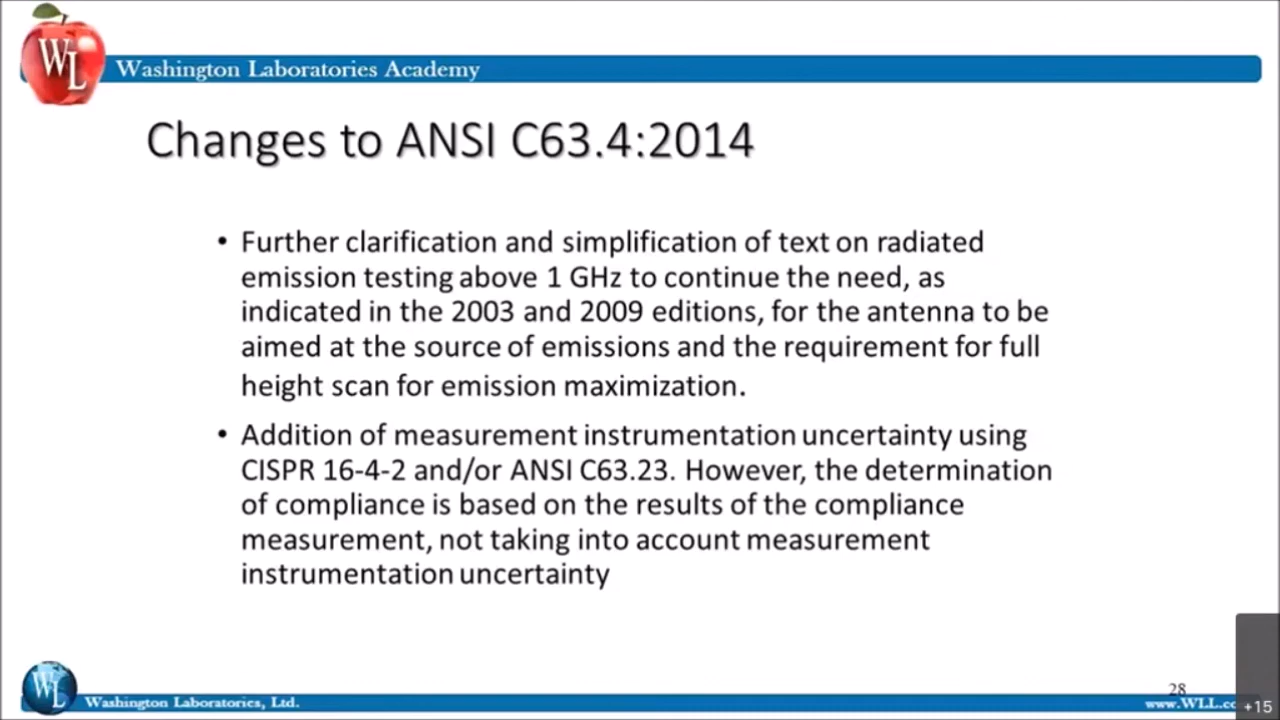 WL
Washington Laboratories Academy
Changes to ANSI C63.4:2014
• Further clarification and simplification of text on radiated
emission testing above 1 GHz to continue the need, as
indicated in the 2003 and 2009 editions, for the antenna to be
aimed at the source of emissions and the requirement for full
height scan for emission maximization.
• Addition of measurement instrumentation uncertainty using
CISPR 16-4-2 and/or ANSI C63.23. However, the determination
of compliance is based on the results of the compliance
measurement, not taking into account measurement
instrumentation uncertainty
28
WL
Washington Laboratories, Ltd.
www.WLL.co
+15